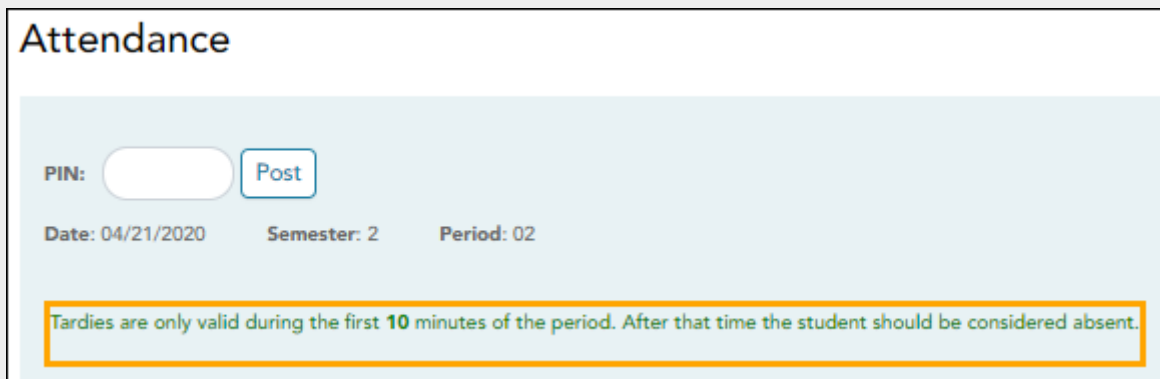 Attendance
PIN: Post
Date: 04/21/2020 Semester: 2 Period: 02
Tardies are only valid during the first 10 minutes of the period. After that time the student should be considered absent.